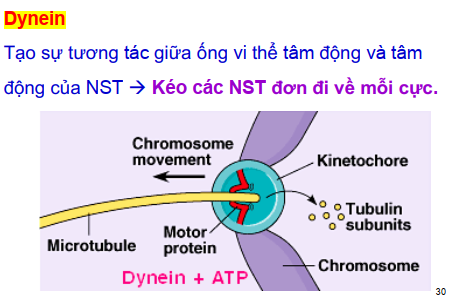 Dynein
Tạo sự tương tác giữa ống vi thể tâm động và tâm
động của NST → Kéo các NST đơn đi về mỗi cực.
Chromosome
movement
Kinetochore
Tubulin
subunits
Motor
protein
Microtubule
Dynein + ATP
Chromosome
30